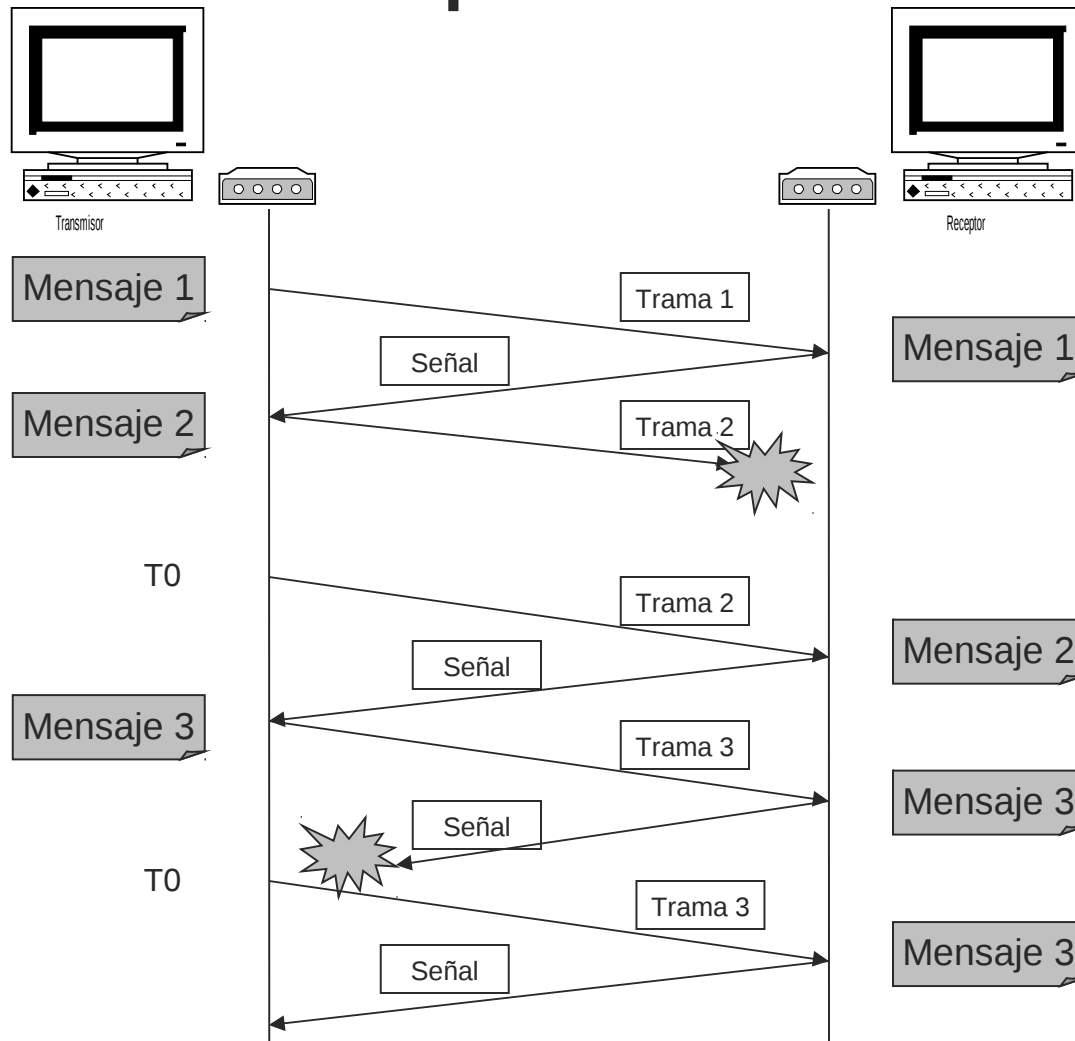 Transmisor
Receptor
Mensaje 1
Trama 1
Señal
Mensaje 1
Mensaje 2
Trama 2
T0
Trama 2
Señal
Mensaje 2
Mensaje 3
Trama 3
Señal
Mensaje 3
T0
Trama 3
Señal
Mensaje 3